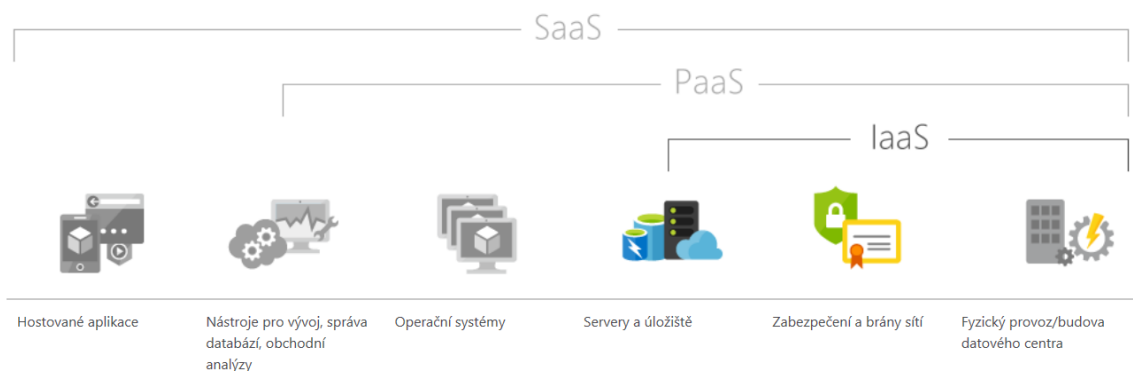 SaaS
PaaS
IaaS
Hostované aplikace
Nástroje pro vývoj, správa
databází, obchodní
analýzy
Operační systémy
Servery a úložiště
Zabezpečení a brány sítí
Fyzický provoz/budova
datového centra